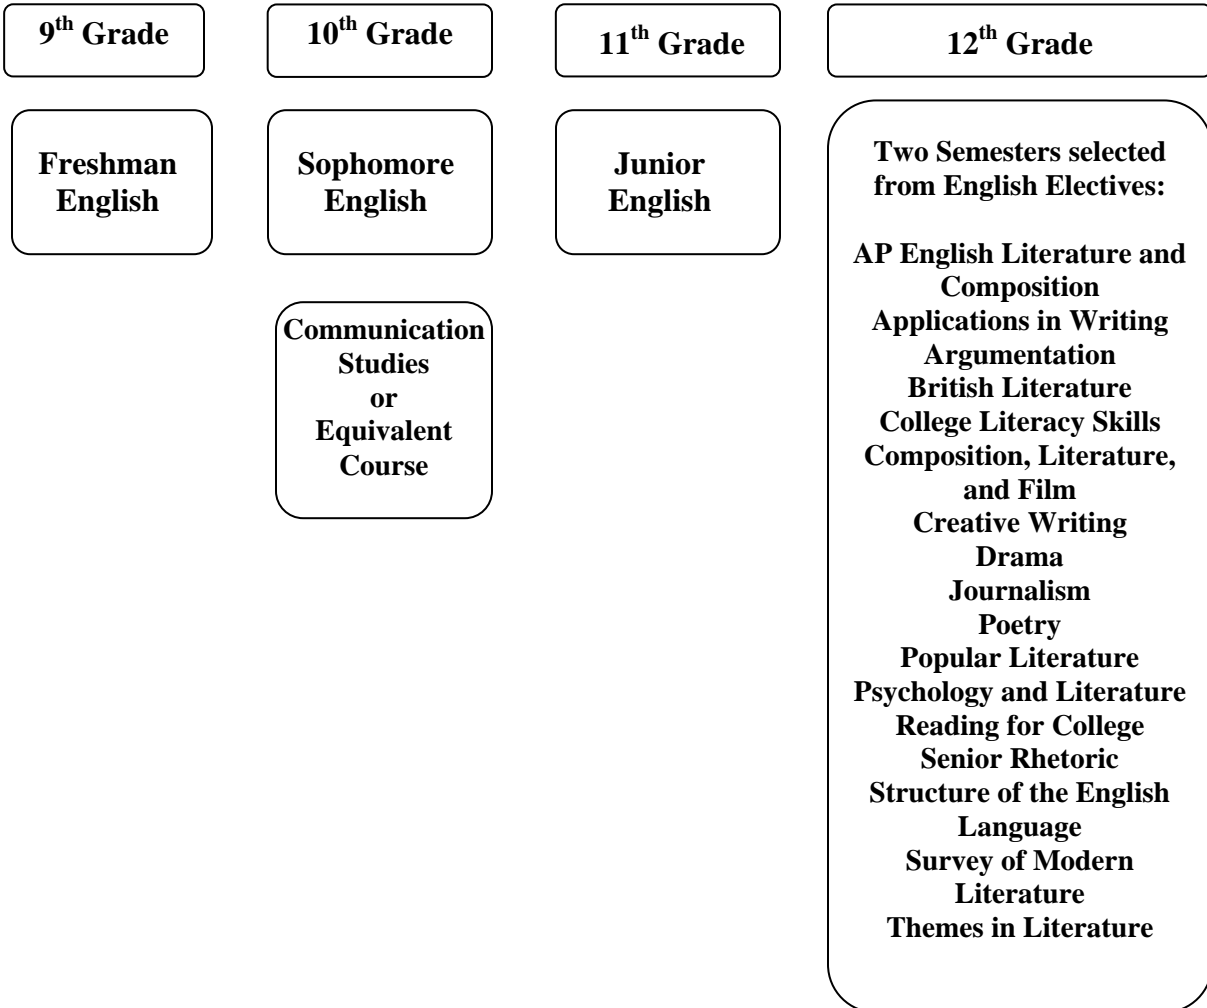 9th Grade
10th Grade
11th Grade
12th Grade
Freshman
English
Sophomore
English
Junior
English
Communication
Studies
or
Equivalent
Course
Two Semesters selected
from English Electives:
AP English Literature and
Composition
Applications in Writing
Argumentation
British Literature
College Literacy Skills
Composition, Literature,
and Film
Creative Writing
Drama
Journalism
Poetry
Popular Literature
Psychology and Literature
Reading for College
Senior Rhetoric
Structure of the English
Language
Survey of Modern
Literature
Themes in Literature